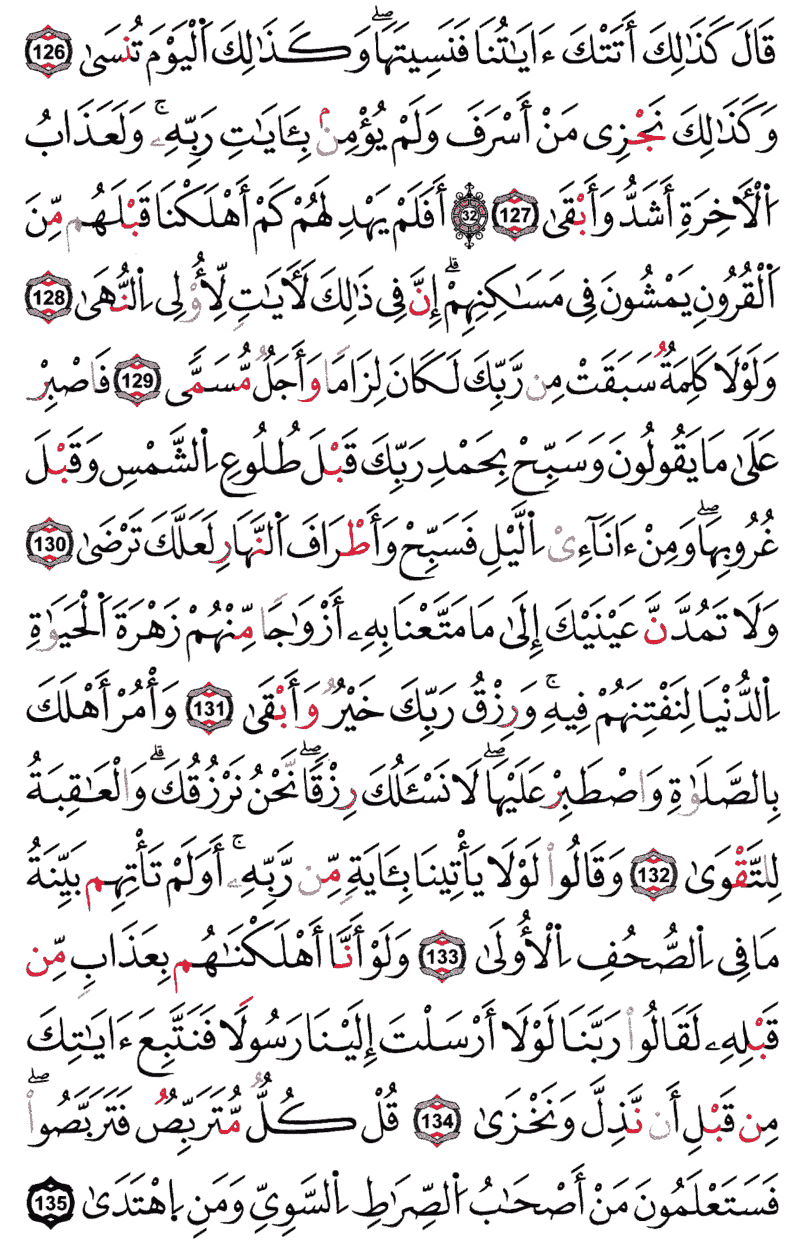 قَالَ كَذَٰلِكَ أَتَتْكَ ءَايَـٰتُنَا فَنَسِيتَهَاۖ وَكَذَٰلِكَ ٱلْيَوْمَ تُنسَىٰ 126
وَكَذَٰلِكَ نَجْزِى مَنْ أَسْرَفَ وَلَمْ يُؤْمِنۢ بِـَٔايَـٰتِ رَبِّهِۦۚ وَلَعَذَابُ
ٱلْأَخِرَةِ أَشَدُّ وَأَبْقَىٰ 127 32 أَفَلَمْ يَهْدِ لَهُمْ كَمْ أَهْلَكْنَا قَبْلَهُم مِّنَ
ٱلْقُرُونِ يَمْشُونَ فِى مَسَـٰكِنِهِمْۗ إِنَّ فِى ذَٰلِكَ لَأَيَـٰتٍ لِّأُو۟لِى ٱلنُّهَىٰ 128
وَلَوْلَا كَلِمَةٌ سَبَقَتْ مِن رَّبِّكَ لَكَانَ لِزَامًا وَأَجَلٌ مُّسَمًّى 129 فَٱصْبِرْ
عَلَىٰ مَا يَقُولُونَ وَسَبِّحْ بِحَمْدِ رَبِّكَ قَبْلَ طُلُوعِ ٱلشَّمْسِ وَقَبْلَ
غُرُوبِهَاۖ وَمِنْ ءَانَآئِ ٱلَّيْلِ فَسَبِّحْ وَأَطْرَافَ ٱلنَّهَارِ لَعَلَّكَ تَرْضَىٰ 130
وَلَا تَمُدَّنَّ عَيْنَيْكَ إِلَىٰ مَا مَتَّعْنَا بِهِۦ أَزْوَٰجًا مِّنْهُمْ زَهْرَةَ ٱلْحَيَوٰةِ
ٱلدُّنْيَا لِنَفْتِنَهُمْ فِيهِۚ وَرِزْقُ رَبِّكَ خَيْرٌ وَأَبْقَىٰ 131 وَأْمُرْ أَهْلَكَ
بِٱلصَّلَوٰةِ وَٱصْطَبِرْ عَلَيْهَاۖ لَا نَسْـَٔلُكَ رِزْقًاۖ نَّحْنُ نَرْزُقُكَۗ وَٱلْعَـٰقِبَةُ
لِلتَّقْوَىٰ 132 وَقَالُوا۟ لَوْلَا يَأْتِينَا بِـَٔايَةٍ مِّن رَّبِّهِۦۚ أَوَلَمْ تَأْتِهِم بَيِّنَةُ
مَا فِى ٱلصُّحُفِ ٱلْأُولَىٰ 133 وَلَوْ أَنَّا أَهْلَكْنَـٰهُم بِعَذَابٍ مِّن
قَبْلِهِۦ لَقَالُوا۟ رَبَّنَا لَوْلَا أَرْسَلْتَ إِلَيْنَا رَسُولًا فَنَتَّبِعَ ءَايَـٰتِكَ
مِن قَبْلِ أَن نَّذِلَّ وَنَخْزَىٰ 134 قُلْ كُلٌّ مُّتَرَبِّصٌ فَتَرَبَّصُوا۟ۖ
فَسَتَعْلَمُونَ مَنْ أَصْحَـٰبُ ٱلصِّرَٰطِ ٱلسَّوِىِّ وَمَنِ ٱهْتَدَىٰ 135